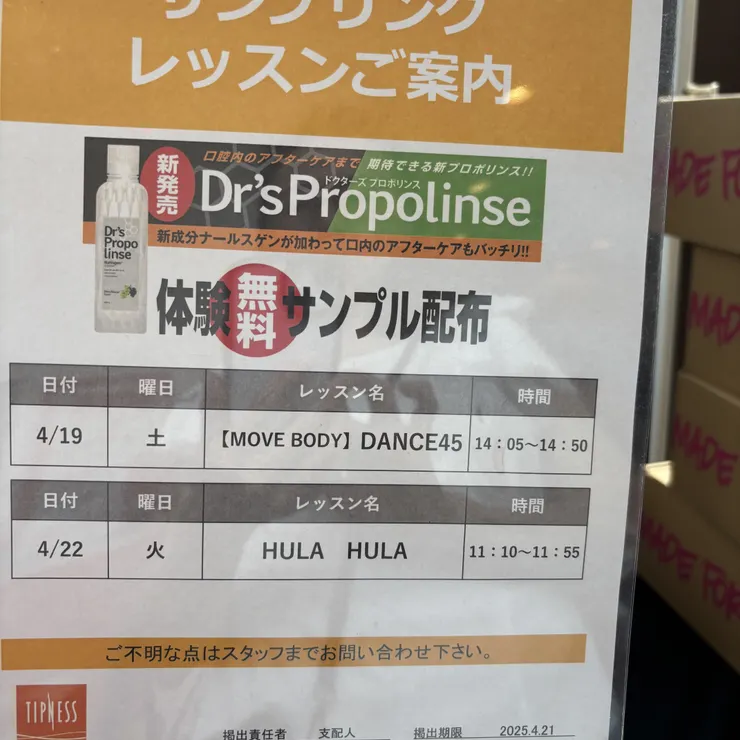 サンプリング
レッスンご案内
新発売
口腔内のアフターケアまで 期待できる新プロポリンス!!
ドクターズ プロポリンス
Dr's Propolinse
新成分ナールスゲンが加わって口内のアフターケアもバッチリ!!
Dr's
Propo
linse
体験無料サンプル配布
日付 曜日 レッスン名 時間
4/19 土 【MOVE BODY】DANCE45 14：05～14：50
日付 曜日 レッスン名 時間
4/22 火 HULA HULA 11：10～11：55
ご不明な点はスタッフまでお問い合わせ下さい。
TIPNESS
掲出責任者 支配人 掲出期限 2025.4.21
MADE FO
MADE
MADE
MADE FOR